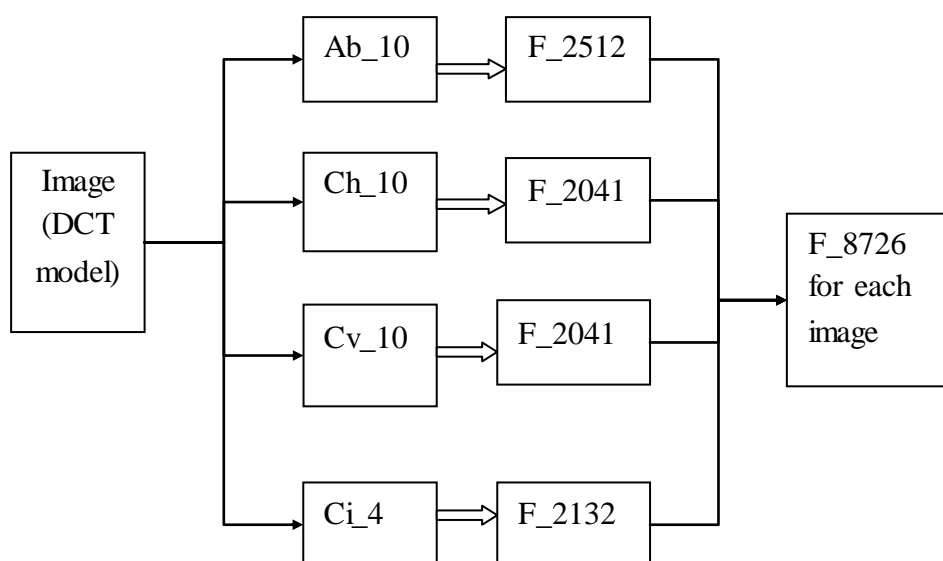 Image
(DCT
model)
Ab_10
F_2512
Ch_10
F_2041
Cv_10
F_2041
Ci_4
F_2132
F_8726
for each
image